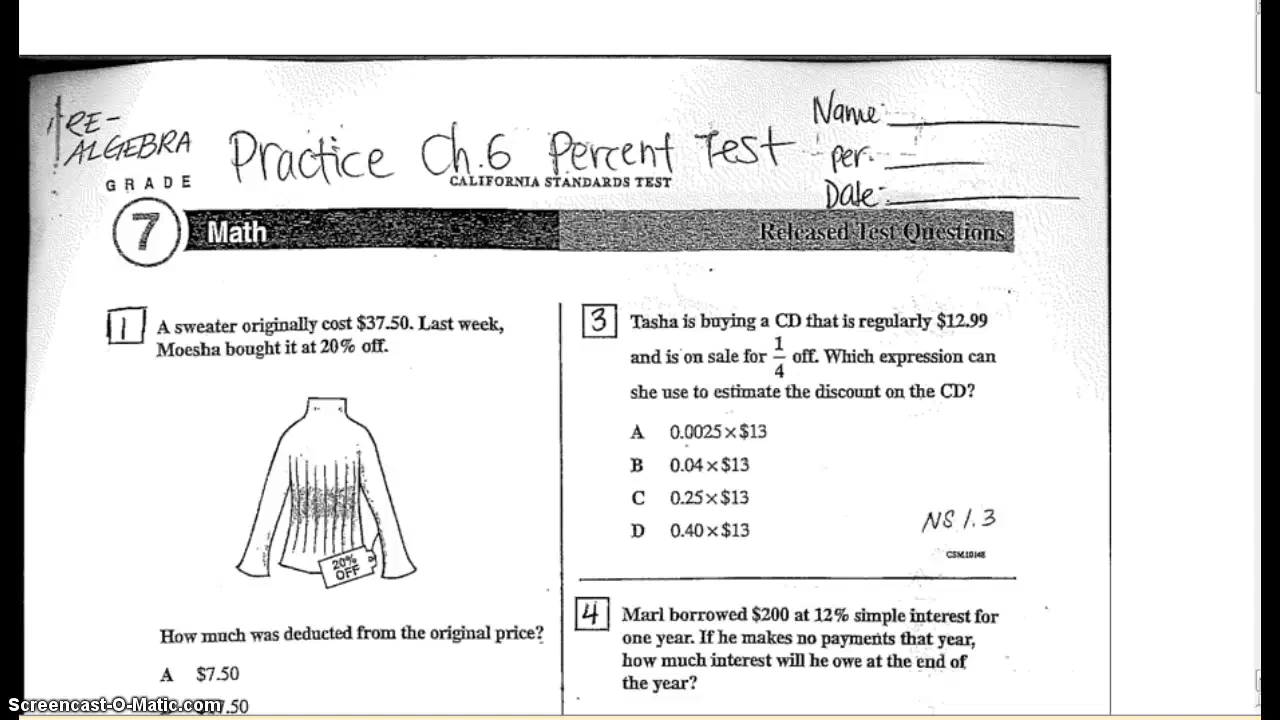 PRE-
ALGEBRA
GRADE
7
Practice Ch.6 Percent Test
CALIFORNIA STANDARDS TEST
Name:
per.
Date:
Math
Released Test Questions
1
A sweater originally cost $37.50. Last week,
Moesha bought it at 20% off.
20%
OFF
How much was deducted from the original price?
A $7.50
3
Tasha is buying a CD that is regularly $12.99
and is on sale for 1/4 off. Which expression can
she use to estimate the discount on the CD?
A 0.0025 × $13
B 0.04 × $13
C 0.25 × $13
D 0.40 × $13
NS 1.3
CSM10148
4
Marl borrowed $200 at 12% simple interest for
one year. If he makes no payments that year,
how much interest will he owe at the end of
the year?
Screencast-O-Matic.com